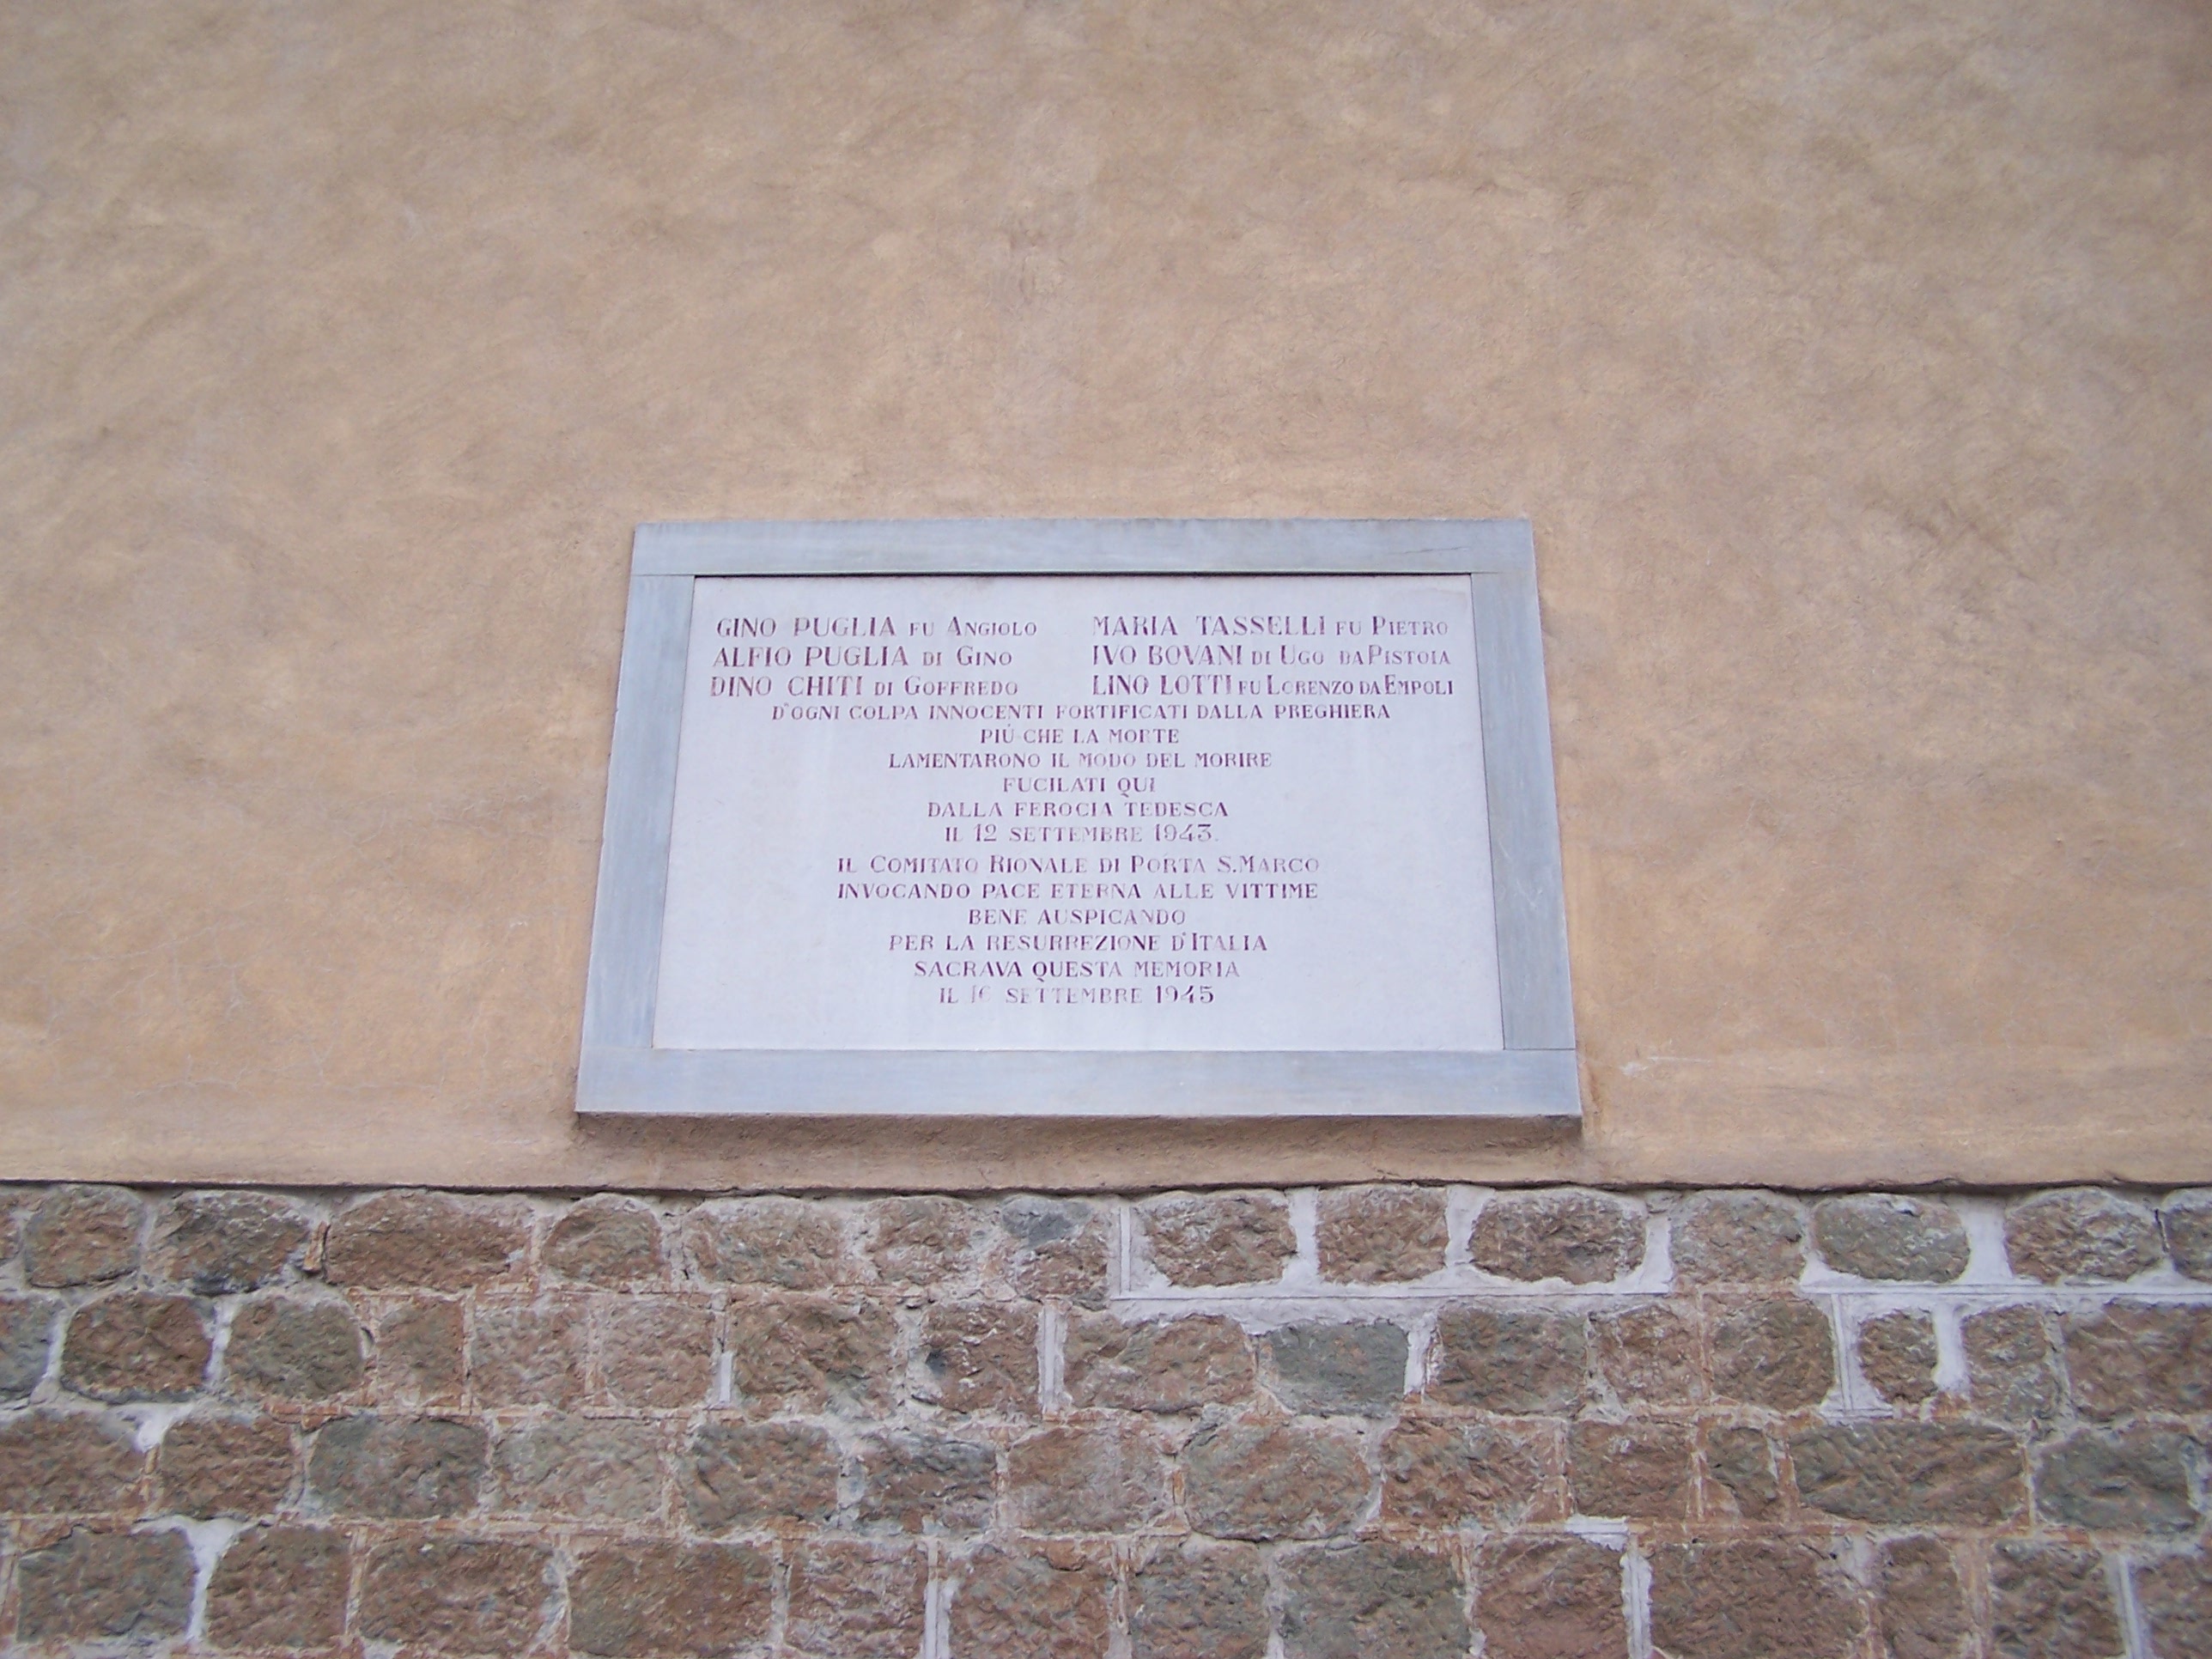 GINO PUGLIA FU ANGIOLO MARIA TASSELLI FU PIETRO
ALFIO PUGLIA DI GINO IVO BOVANI DI UGO DA PISTOIA
DINO CHITI DI GOFFREDO LINO LOTTI FU LORENZO DA EMPOLI
D'OGNI COLPA INNOCENTI FORTIFICATI DALLA PREGHIERA
PIÙ CHE LA MORTE
LAMENTARONO IL MODO DEL MORIRE
FUCILATI QUI
DALLA FEROCIA TEDESCA
IL 12 SETTEMBRE 1943.
IL COMITATO RIONALE DI PORTA S. MARCO
INVOCANDO PACE ETERNA ALLE VITTIME
BENE AUSPICANDO
PER LA RESURREZIONE D'ITALIA
SACRAVA QUESTA MEMORIA
IL 16 SETTEMBRE 1945